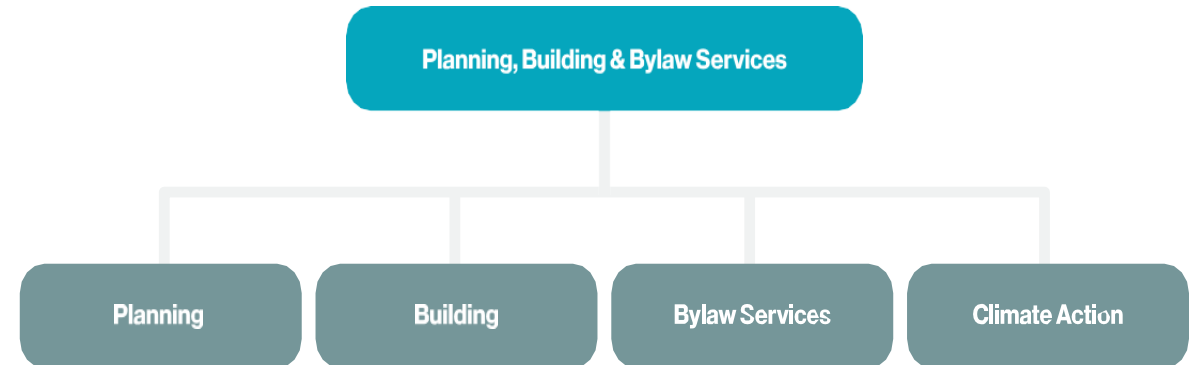 Planning, Building & Bylaw Services
Planning
Building
Bylaw Services
Climate Action